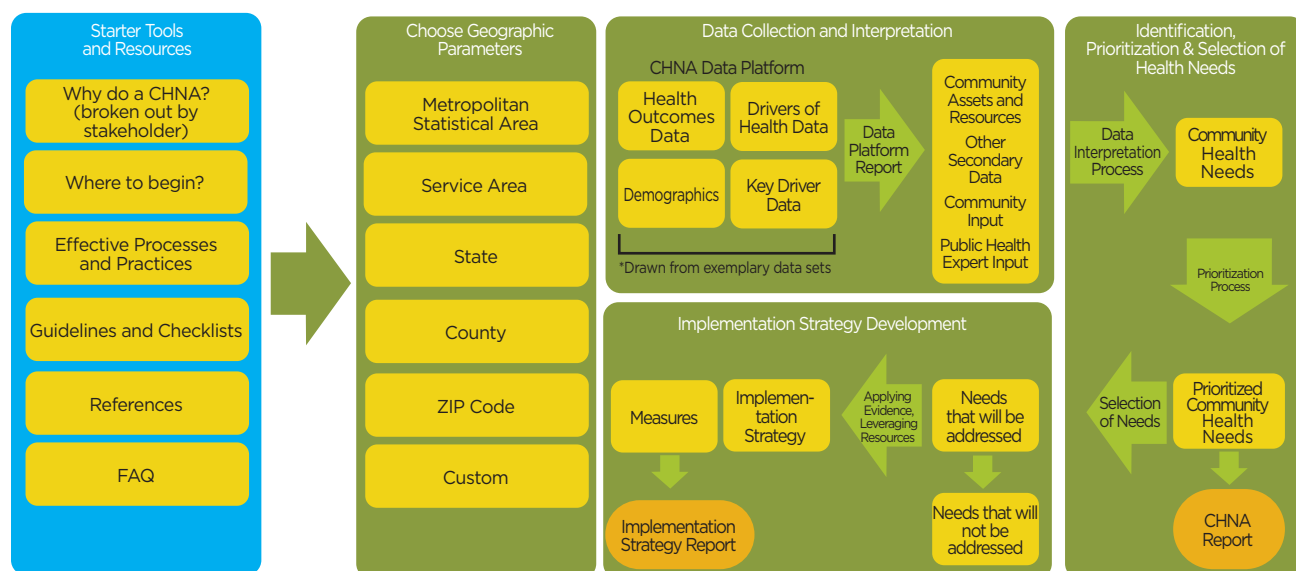 Starter Tools
and Resources
Why do a CHNA?
(broken out by
stakeholder)
Where to begin?
Effective Processes
and Practices
Guidelines and Checklists
References
FAQ
Choose Geographic
Parameters
Metropolitan
Statistical Area
Service Area
State
County
ZIP Code
Custom
Data Collection and Interpretation
CHNA Data Platform
Health
Outcomes
Data
Drivers of
Health Data
Demographics
Key Driver
Data
*Drawn from exemplary data sets
Data
Platform
Report
Community
Assets and
Resources
Other
Secondary
Data
Community
Input
Public Health
Expert Input
Identification,
Prioritization & Selection of
Health Needs
Data
Interpretation
Process
Community
Health
Needs
Prioritization
Process
Prioritized
Community
Health
Needs
Selection
of Needs
CHNA
Report
Implementation Strategy Development
Needs
that will be
addressed
Needs that will
not be
addressed
Applying
Evidence,
Leveraging
Resources
Implemen-
tation
Strategy
Measures
Implementation
Strategy Report